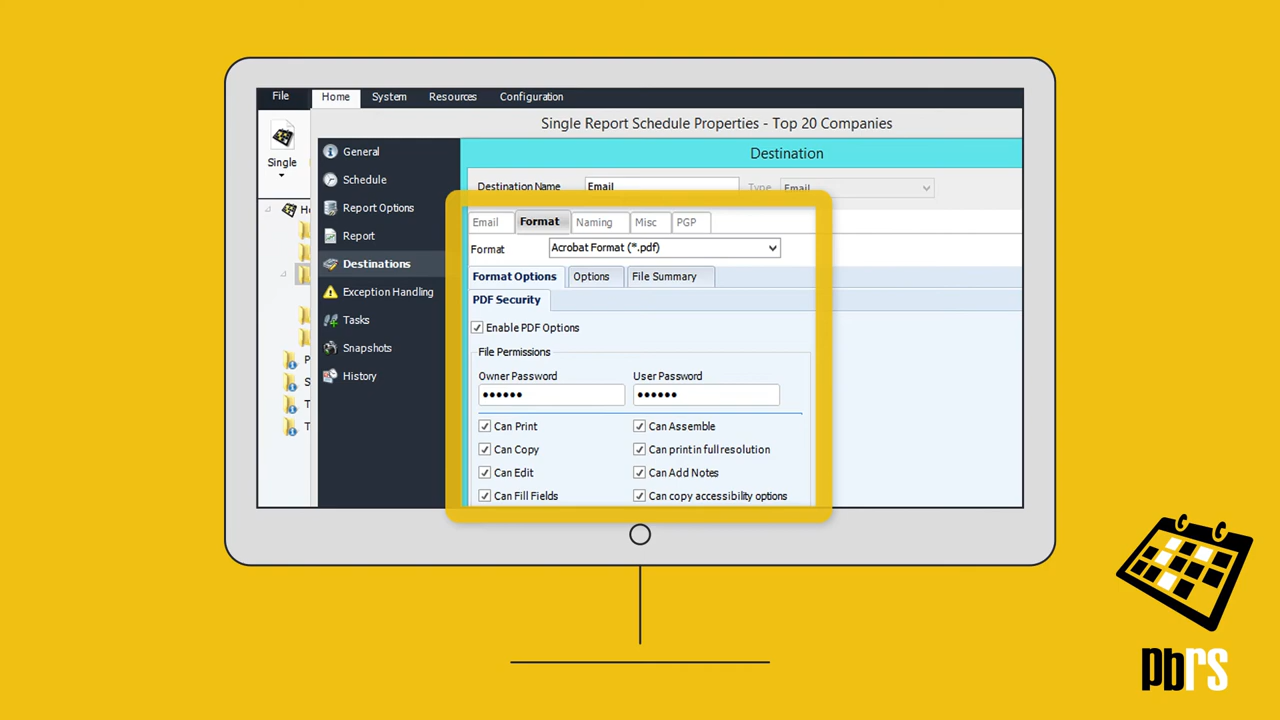 File Home System Resources Configuration
Single Report Schedule Properties - Top 20 Companies
Single
General
Schedule
Report Options
Report
Destinations
Exception Handling
Tasks
Snapshots
History
Destination
Destination Name Email Type Email
Email Format Naming Misc PGP
Format Acrobat Format (*.pdf)
Format Options Options File Summary
PDF Security
Enable PDF Options
File Permissions
Owner Password User Password
•••••• ••••••
Can Print Can Assemble
Can Copy Can print in full resolution
Can Edit Can Add Notes
Can Fill Fields Can copy accessibility options
pbrs